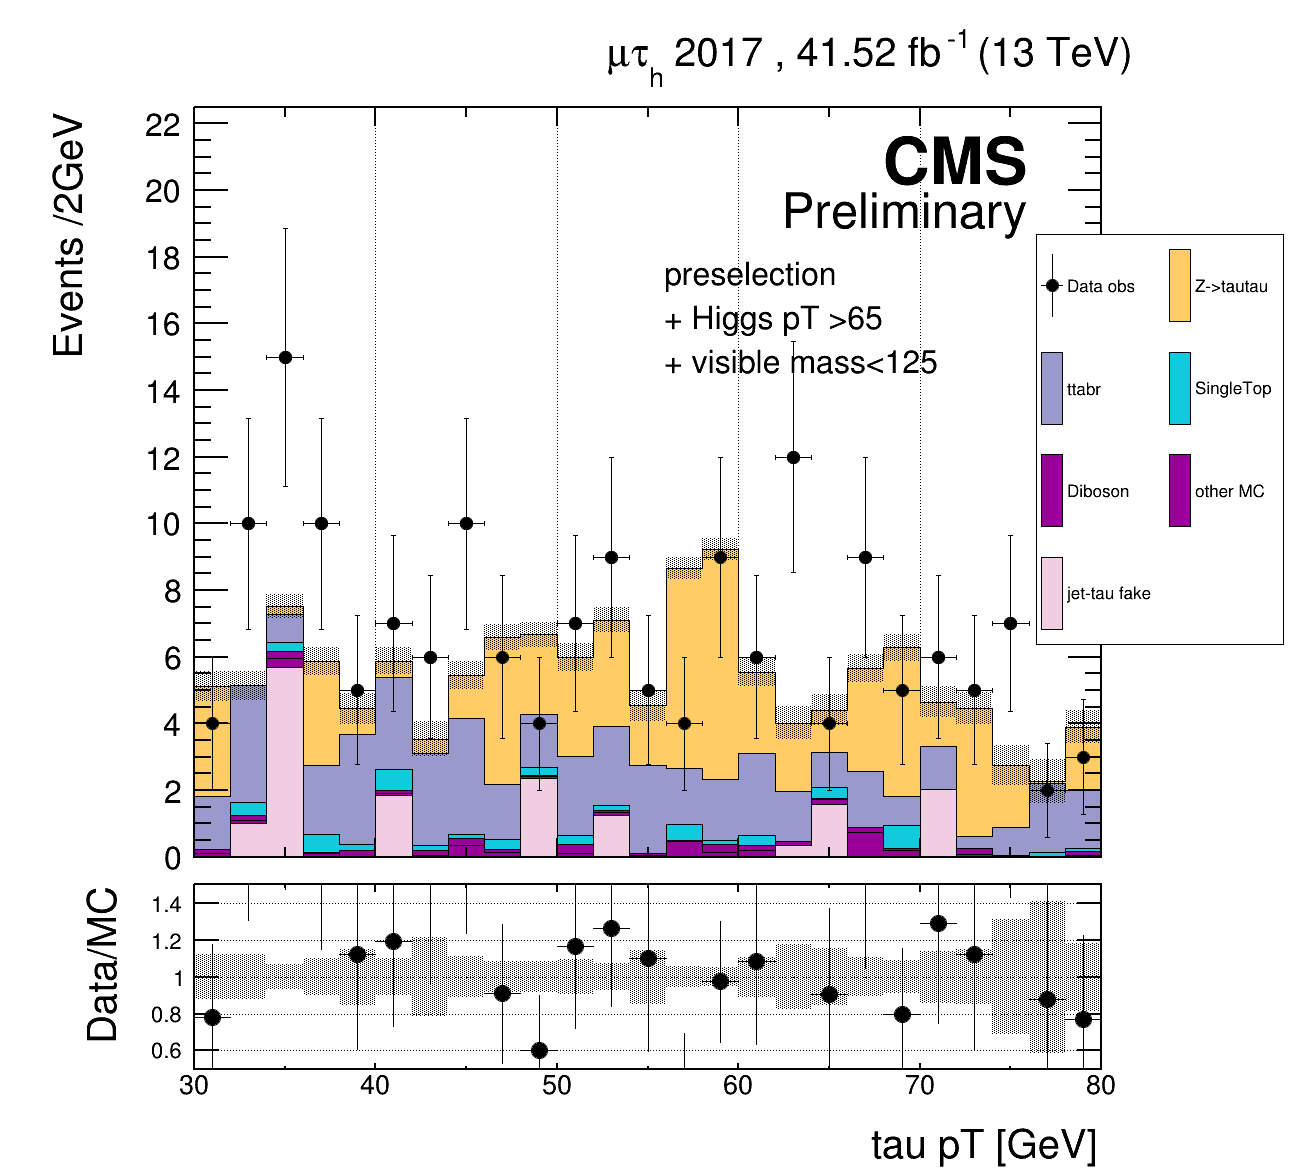 μτh 2017 , 41.52 fb-1 (13 TeV)
Events /2GeV
22
20
18
16
14
12
10
8
6
4
2
0
CMS
Preliminary
preselection
+ Higgs pT >65
+ visible mass<125
Data obs
Z->tautau
ttabr
SingleTop
Diboson
other MC
jet-tau fake
Data/MC
1.4
1.2
1
0.8
0.6
30 40 50 60 70 80
tau pT [GeV]